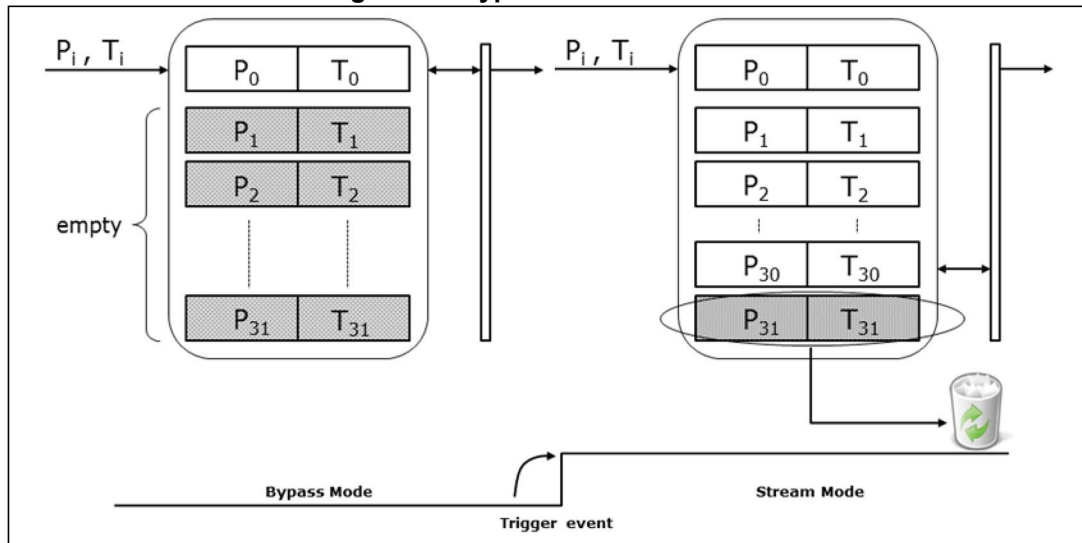 P₀ T₀
Pᵢ , Tᵢ
P₁ T₁
P₂ T₂
empty
P₃₁ T₃₁
Pᵢ , Tᵢ
P₀ T₀
P₁ T₁
P₂ T₂
P₃₀ T₃₀
P₃₁ T₃₁
Bypass Mode
Stream Mode
Trigger event